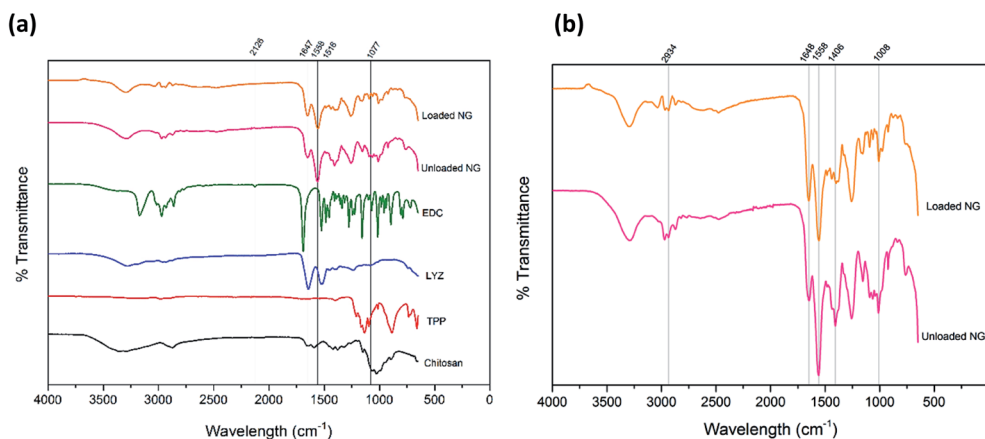 (a)
2126
1647
1558
1516
1077
Loaded NG
Unloaded NG
EDC
LYZ
TPP
Chitosan
% Transmittance
4000 3500 3000 2500 2000 1500 1000 500 0
Wavelength (cm-1)
(b)
2934
1648
1558
1406
1008
Loaded NG
Unloaded NG
% Transmittance
4000 3500 3000 2500 2000 1500 1000 500
Wavelength (cm-1)